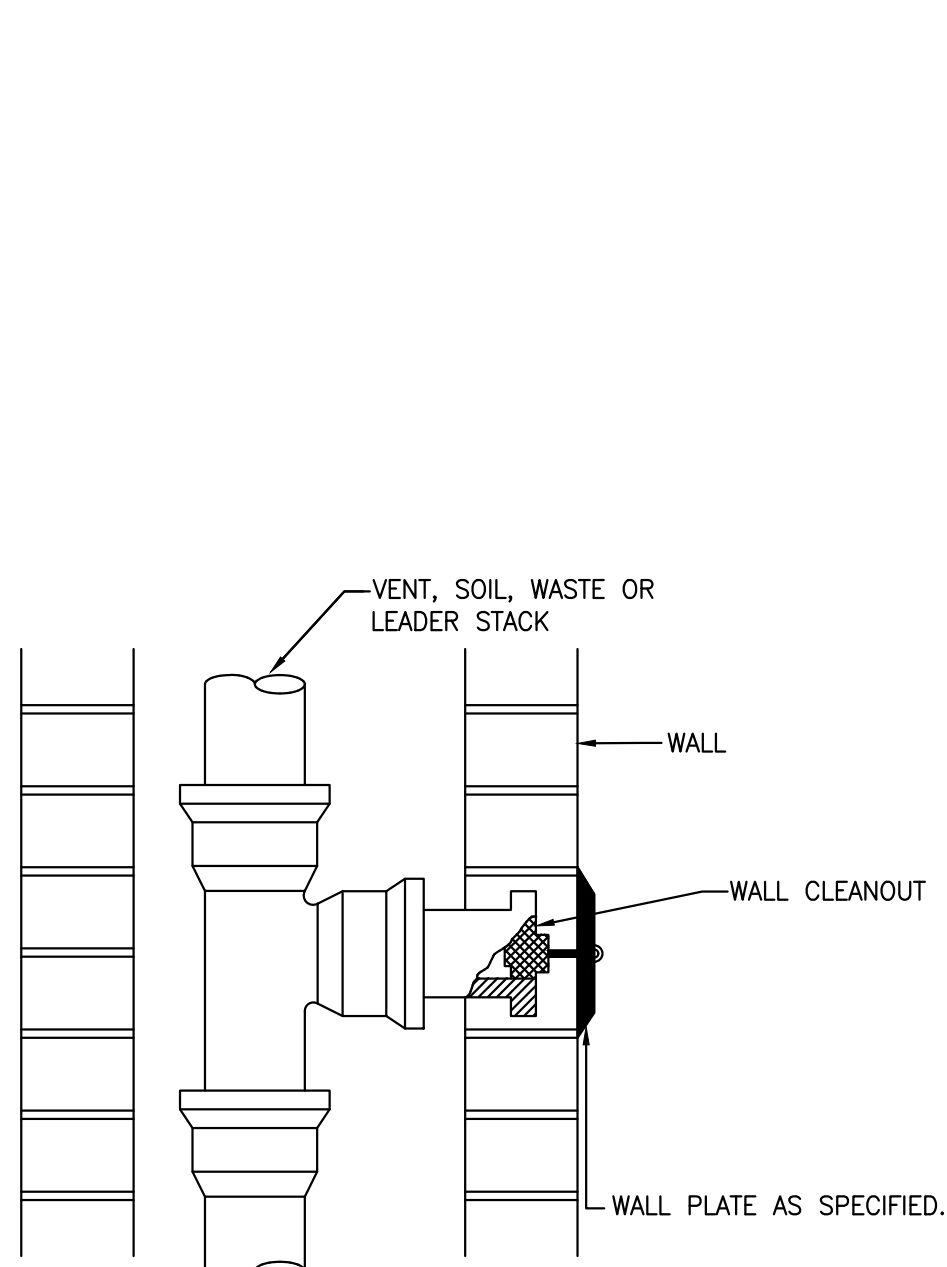 VENT, SOIL, WASTE OR
LEADER STACK
WALL
WALL CLEANOUT
WALL PLATE AS SPECIFIED.